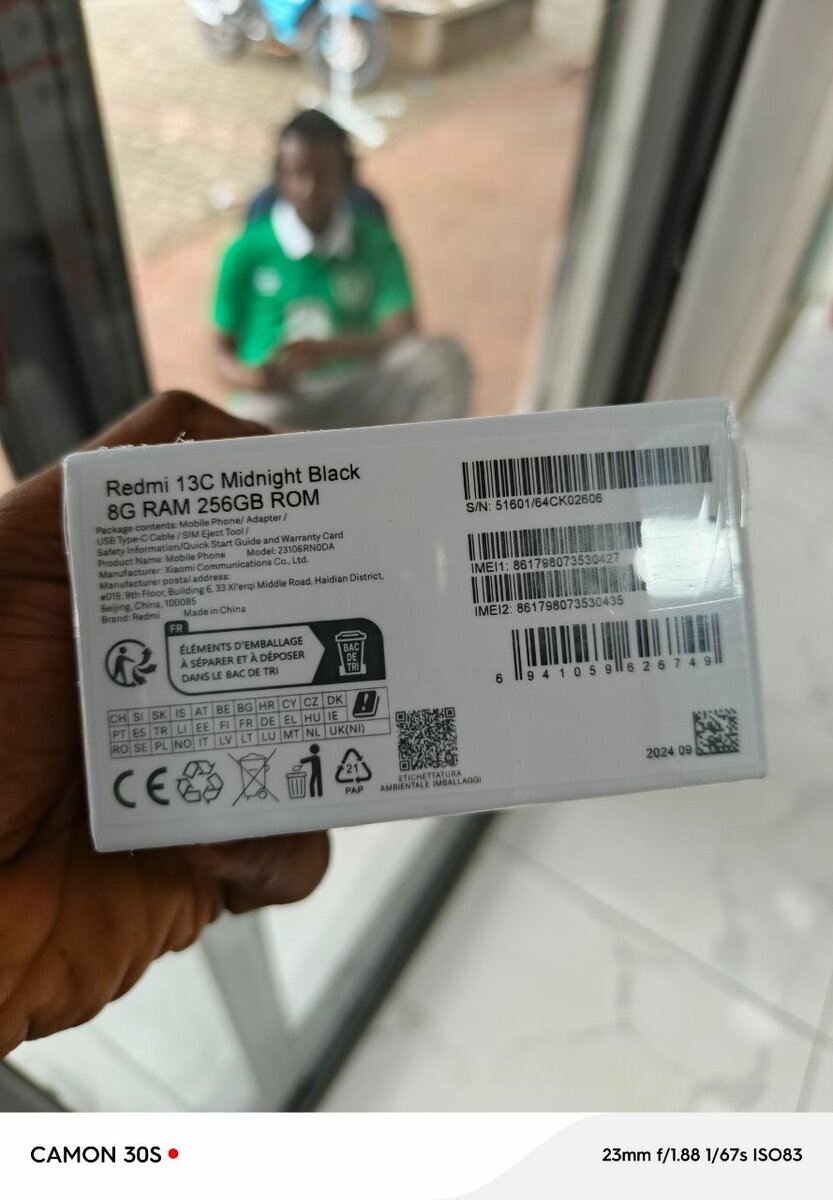 Redmi 13C Midnight Black
8G RAM 256GB ROM
Package contents: Mobile Phone/ Adapter /
USB Type-C Cable / SIM Eject Tool /
Safety Information/Quick Start Guide and Warranty Card
Product Name: Mobile Phone Model: 23106RN0DA
Manufacturer: Xiaomi Communications Co., Ltd.
Manufacturer postal address:
#019, 9th Floor, Building 6, 33 Xi'erqi Middle Road, Haidian District,
Beijing, China, 100085
Brand: Redmi Made in China
S/N: 51601/64CK02606
IMEI1: 861798073530427
IMEI2: 861798073530435
6 941059 626749
FR
ÉLÉMENTS D'EMBALLAGE
À SÉPARER ET À DÉPOSER
DANS LE BAC DE TRI
BAC
DE
TRI
CH SI SK IS AT BE BG HR CY CZ DK
PT ES TR LI EE FI FR DE EL HU IE
RO SE PL NO IT LV LT LU MT NL UK(NI)
CE
21
PAP
ETICHETTATURA
AMBIENTALE IMBALLAGGI
2024 09
CAMON 30S
23mm f/1.88 1/67s ISO83